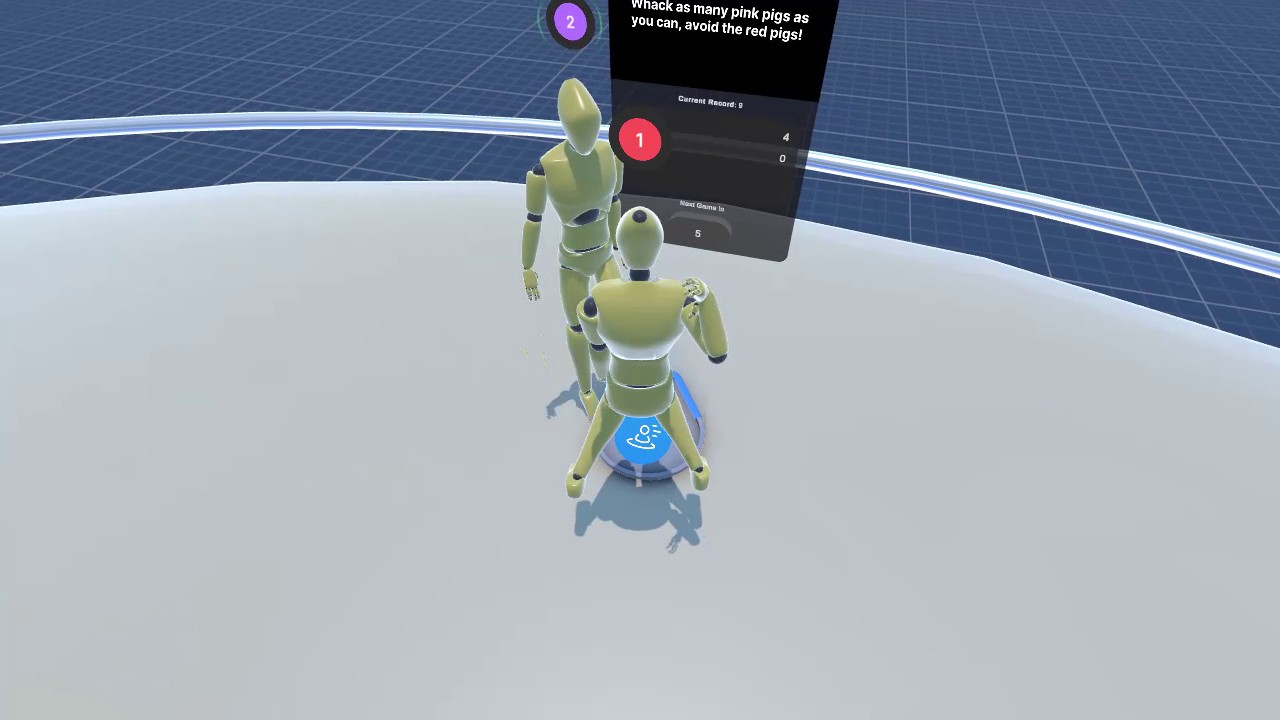 2
Whack as many pink pigs as
you can, avoid the red pigs!
Current Record: 9
1
4
0
Next Game in
5